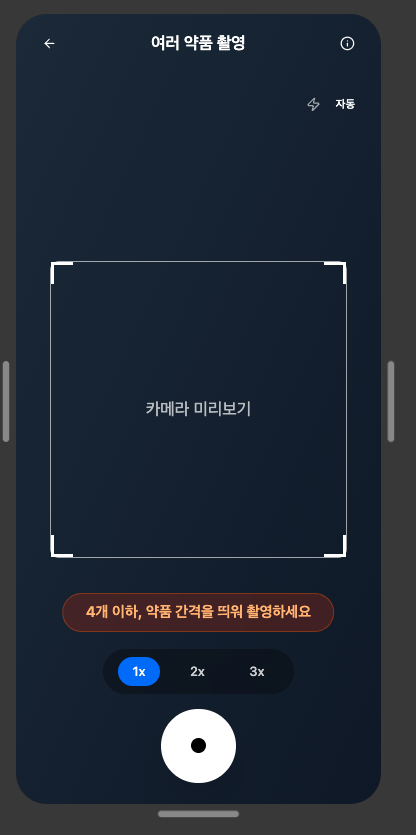 여러 약품 촬영
자동
카메라 미리보기
4개 이하, 약품 간격을 띄워 촬영하세요
1x 2x 3x